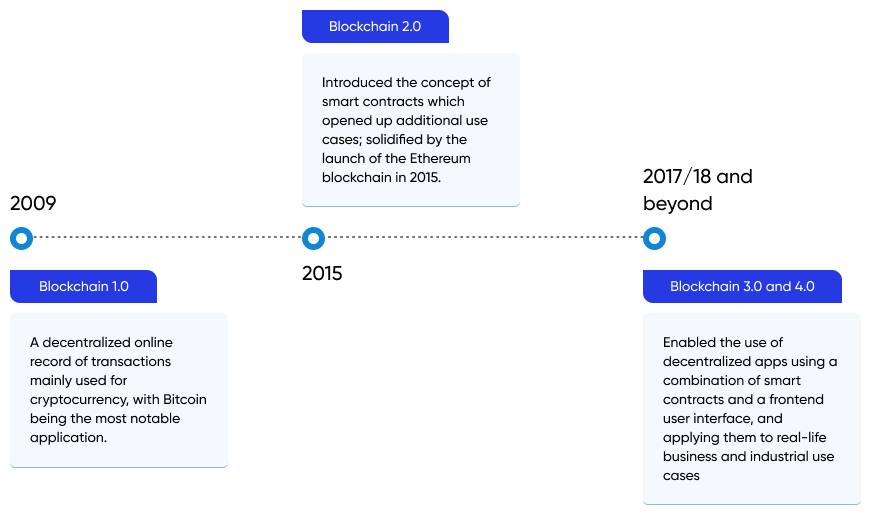 2009
Blockchain 1.0
A decentralized online
record of transactions
mainly used for
cryptocurrency, with Bitcoin
being the most notable
application.
Blockchain 2.0
Introduced the concept of
smart contracts which
opened up additional use
cases; solidified by the
launch of the Ethereum
blockchain in 2015.
2015
2017/18 and
beyond
Blockchain 3.0 and 4.0
Enabled the use of
decentralized apps using a
combination of smart
contracts and a frontend
user interface, and
applying them to real-life
business and industrial use
cases